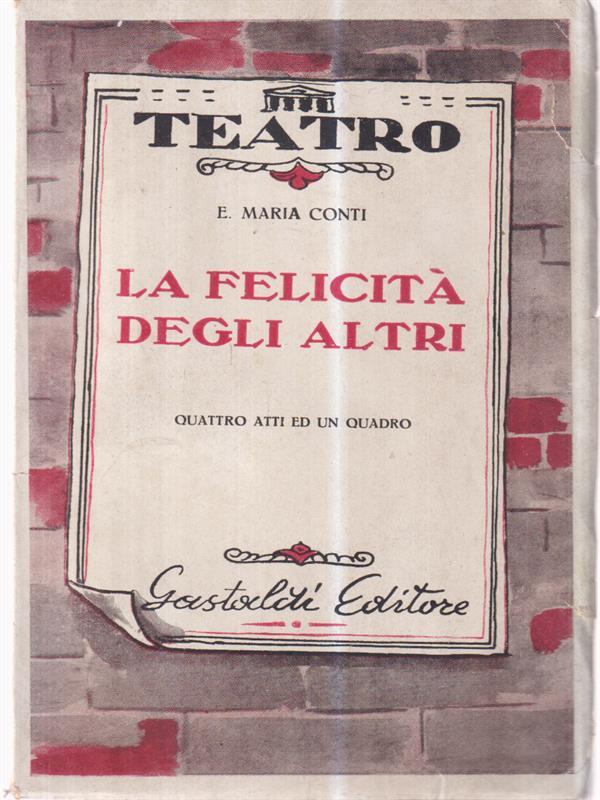 TEATRO
E. MARIA CONTI
LA FELICITÀ
DEGLI ALTRI
QUATTRO ATTI ED UN QUADRO
Gastaldi Editore